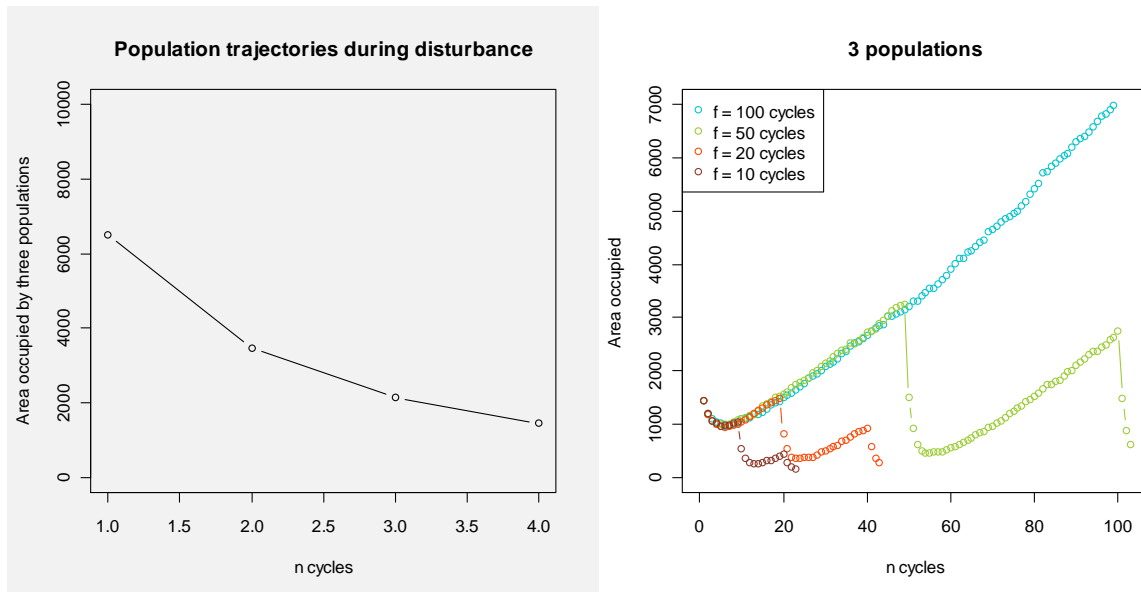 Population trajectories during disturbance
Area occupied by three populations
0 2000 4000 6000 8000 10000
1.0 1.5 2.0 2.5 3.0 3.5 4.0
n cycles
3 populations
f = 100 cycles
f = 50 cycles
f = 20 cycles
f = 10 cycles
Area occupied
0 1000 2000 3000 4000 5000 6000 7000
0 20 40 60 80 100
n cycles